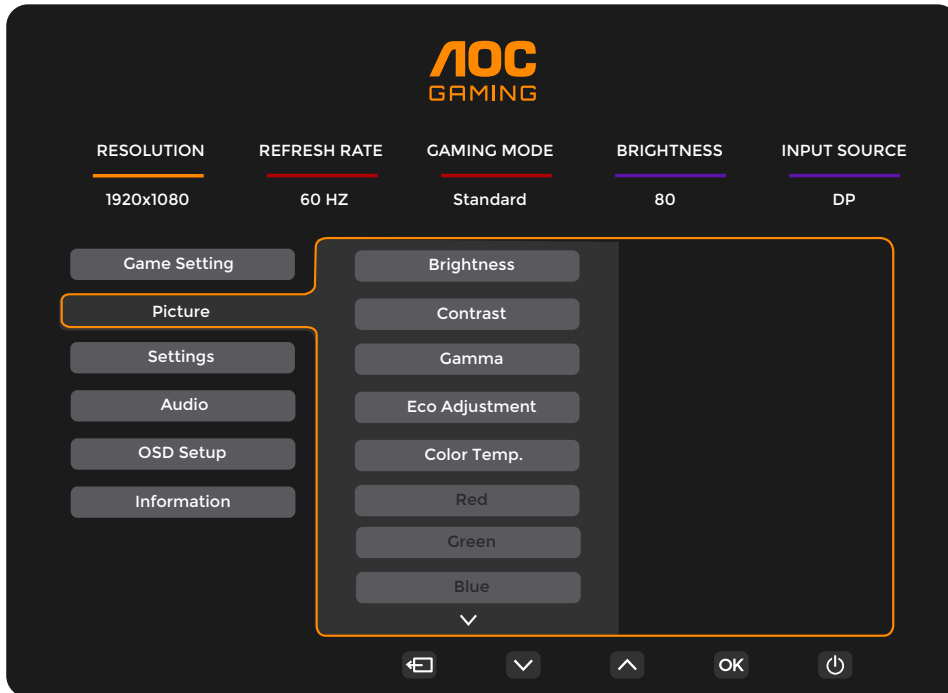 AOC
GAMING
RESOLUTION REFRESH RATE GAMING MODE BRIGHTNESS INPUT SOURCE
1920x1080 60 HZ Standard 80 DP
Game Setting
Picture
Settings
Audio
OSD Setup
Information
Brightness
Contrast
Gamma
Eco Adjustment
Color Temp.
Red
Green
Blue
OK